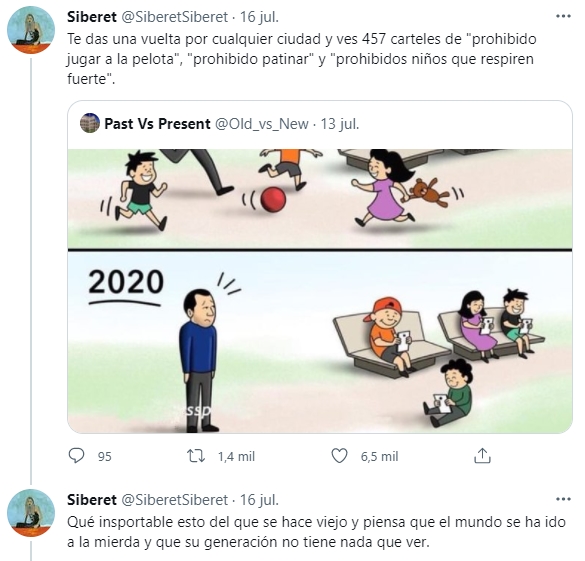 Siberet @SiberetSiberet · 16 jul.
Te das una vuelta por cualquier ciudad y ves 457 carteles de "prohibido
jugar a la pelota", "prohibido patinar" y "prohibidos niños que respiren
fuerte".
Past Vs Present @Old_vs_New · 13 jul.
2020
ssp
95 1,4 mil 6,5 mil
Siberet @SiberetSiberet · 16 jul.
Qué insportable esto del que se hace viejo y piensa que el mundo se ha ido
a la mierda y que su generación no tiene nada que ver.